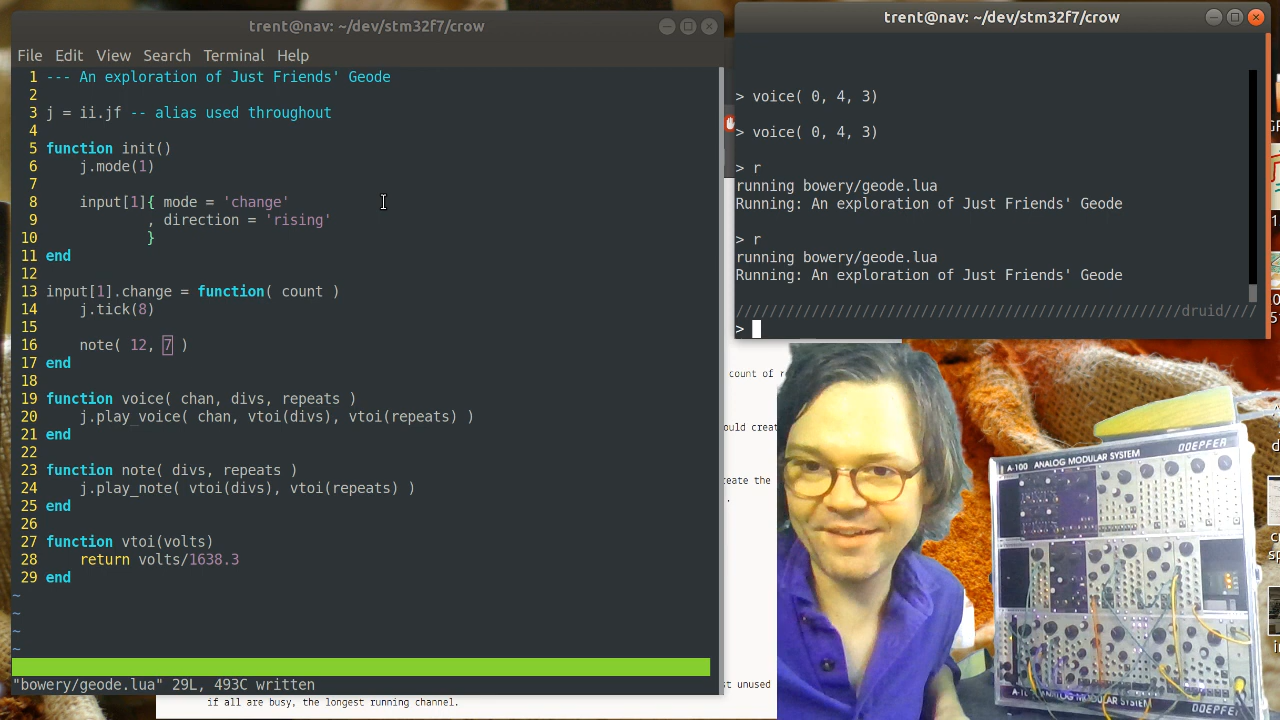 trent@nav: ~/dev/stm32f7/crow
File Edit View Search Terminal Help
1 --- An exploration of Just Friends' Geode
2
3 j = ii.jf -- alias used throughout
4
5 function init()
6 j.mode(1)
7
8 input[1]{ mode = 'change'
9 , direction = 'rising'
10 }
11 end
12
13 input[1].change = function( count )
14 j.tick(8)
15
16 note( 12, 7 )
17 end
18
19 function voice( chan, divs, repeats )
20 j.play_voice( chan, vtoi(divs), vtoi(repeats) )
21 end
22
23 function note( divs, repeats )
24 j.play_note( vtoi(divs), vtoi(repeats) )
25 end
26
27 function vtoi(volts)
28 return volts/1638.3
29 end
~
~
~
~
"bowery/geode.lua" 29L, 493C written
trent@nav: ~/dev/stm32f7/crow
> voice( 0, 4, 3)
> voice( 0, 4, 3)
> r
running bowery/geode.lua
Running: An exploration of Just Friends' Geode
> r
running bowery/geode.lua
Running: An exploration of Just Friends' Geode
//////////////////////////////////////////////////////druid////
>
count of
create the
unused
if all are busy, the longest running channel.
A-100 ANALOG MODULAR SYSTEM DOEPFER
MODULAR SYSTEM DOEPFER